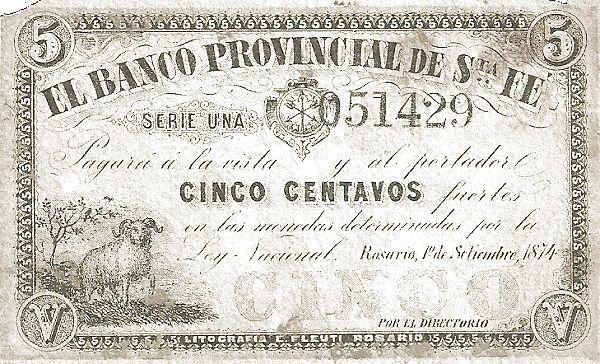 5 5
EL BANCO PROVINCIAL DE STA FE
SERIE UNA 051429
Pagará á la vista y al portador
CINCO CENTAVOS fuertes
en las monedas determinadas por la
Ley Nacional. Rosario, 1º de Setiembre, 1874
CINCO
POR EL DIRECTORIO
V V
LITOGRAFIA E. FLEUTI ROSARIO